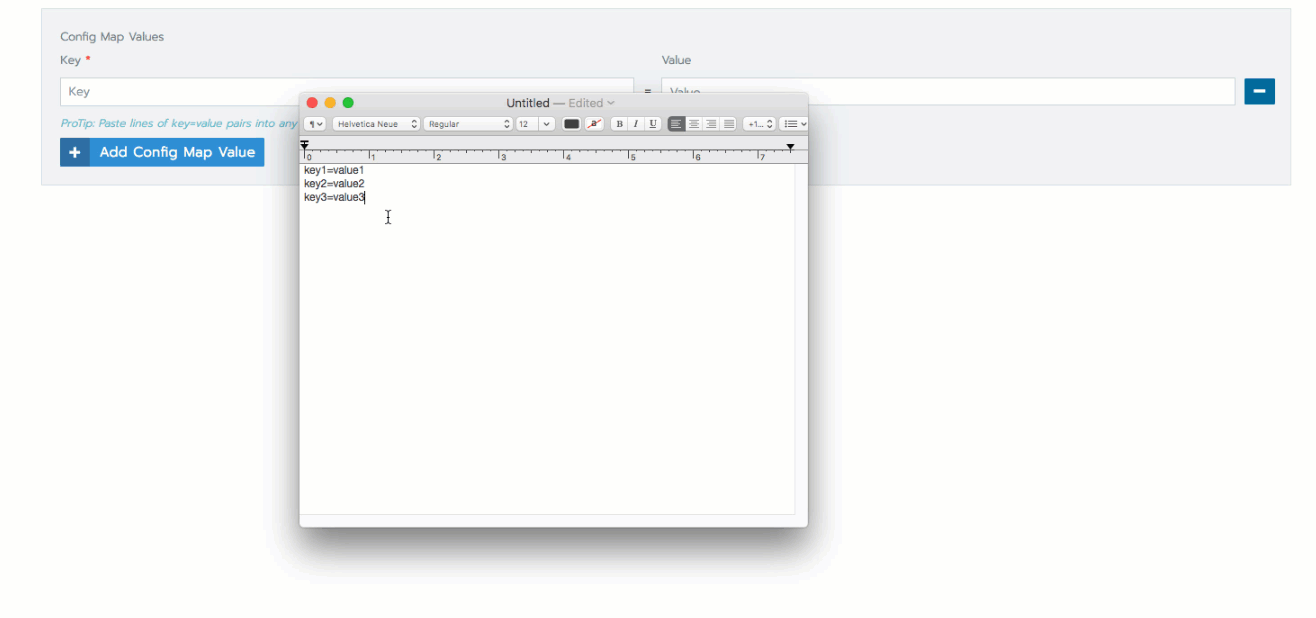 Config Map Values
Key *
Value
Key
=
Value
ProTip: Paste lines of key=value pairs into any
+ Add Config Map Value
Untitled — Edited
¶ Helvetica Neue Regular 12 a B I U +1...
0 1 2 3 4 5 6 7
key1=value1
key2=value2
key3=value3